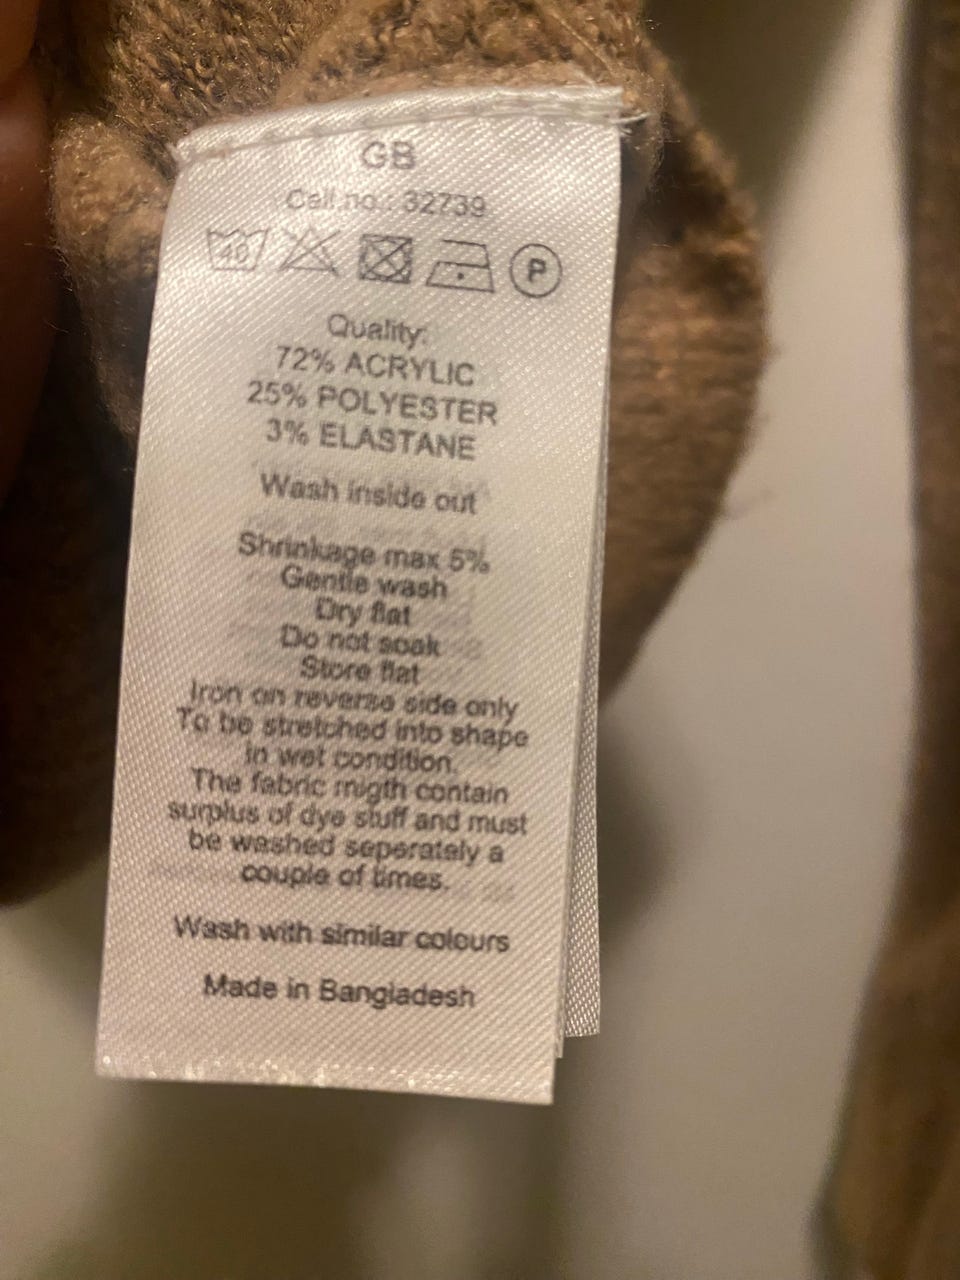 GB
Call no.: 32739
40 P
Quality:
72% ACRYLIC
25% POLYESTER
3% ELASTANE
Wash inside out
Shrinkage max 5%
Gentle wash
Dry flat
Do not soak
Store flat
Iron on reverse side only
To be stretched into shape
in wet condition.
The fabric migth contain
surplus of dye stuff and must
be washed seperately a
couple of times.
Wash with similar colours
Made in Bangladesh